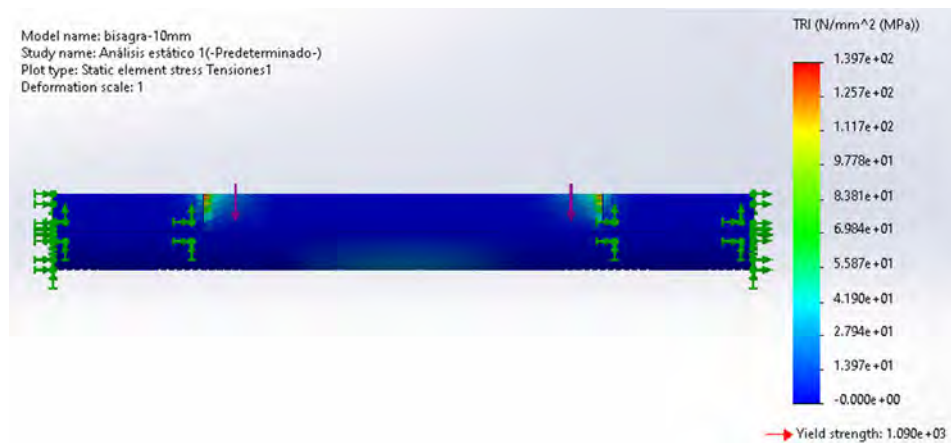 Model name: bisagra-10mm
Study name: Análisis estático 1(-Predeterminado-)
Plot type: Static element stress Tensiones1
Deformation scale: 1
TRI (N/mm^2 (MPa))
1.397e+02
1.257e+02
1.117e+02
9.778e+01
8.381e+01
6.984e+01
5.587e+01
4.190e+01
2.794e+01
1.397e+01
-0.000e+00
Yield strength: 1.090e+03